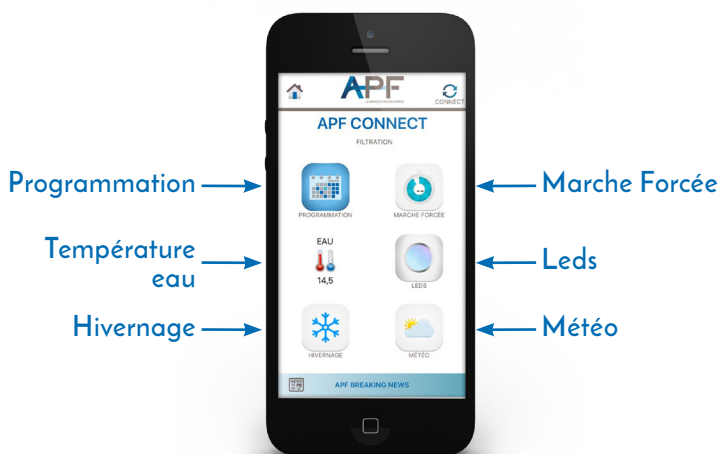 APF
CONNECT
APF CONNECT
FILTRATION
Programmation
PROGRAMMATION
MARCHE FORCÉE
Marche Forcée
Température
eau
EAU
14,5
LEDS
Leds
Hivernage
HIVERNAGE
MÉTÉO
Météo
APF BREAKING NEWS